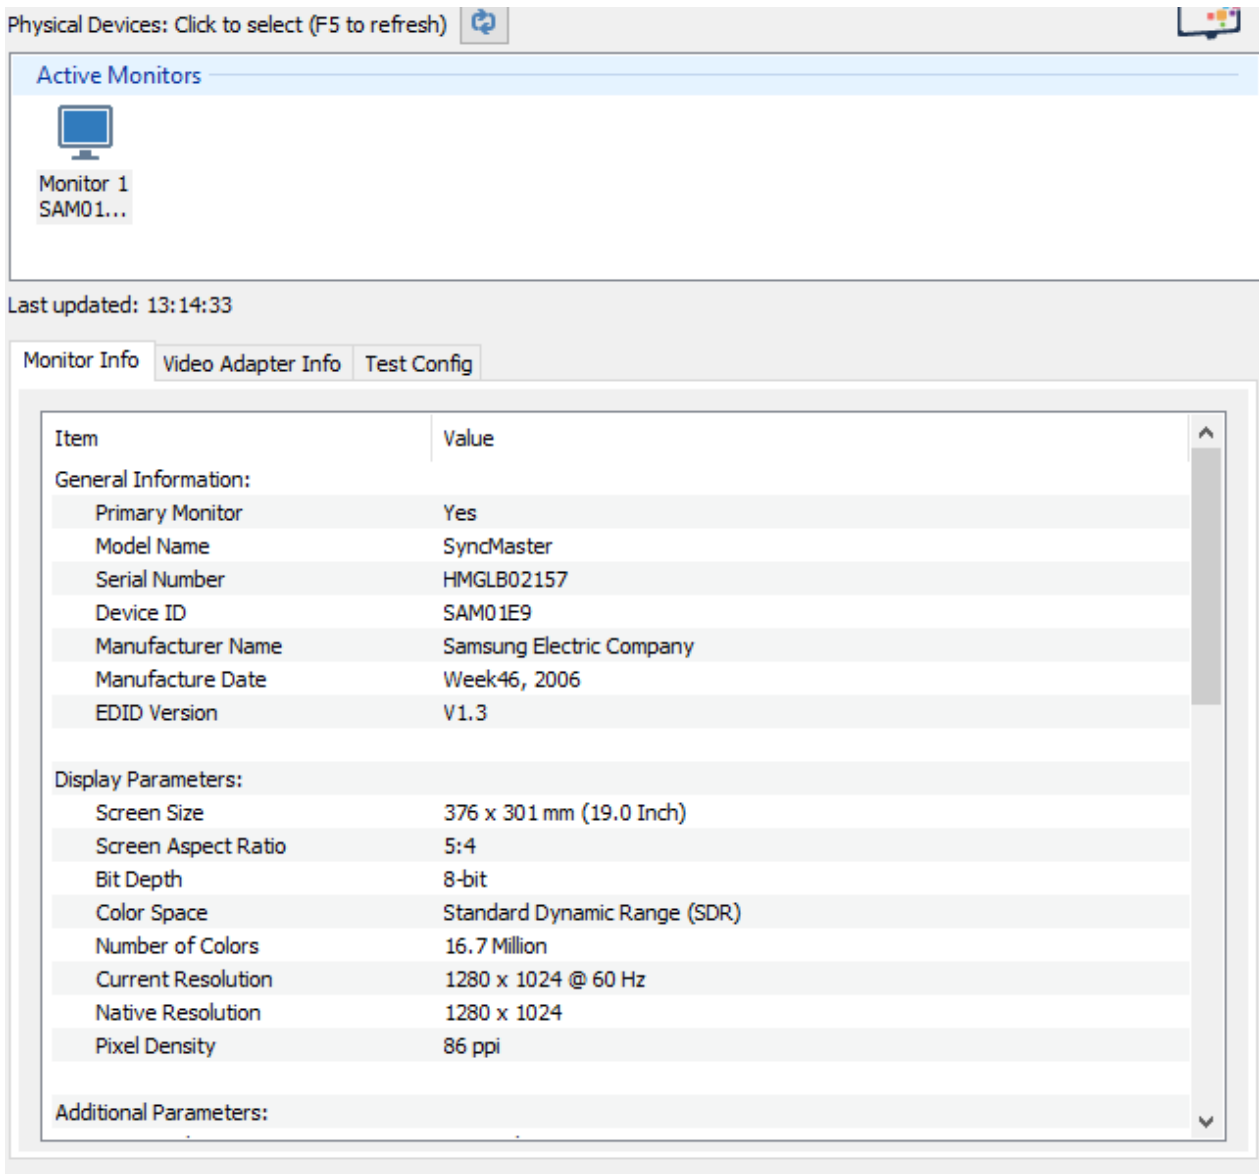 Physical Devices: Click to select (F5 to refresh)
Active Monitors
Monitor 1
SAM01...
Last updated: 13:14:33
Monitor Info Video Adapter Info Test Config
Item Value
General Information:
Primary Monitor Yes
Model Name SyncMaster
Serial Number HMGLB02157
Device ID SAM01E9
Manufacturer Name Samsung Electric Company
Manufacture Date Week46, 2006
EDID Version V1.3
Display Parameters:
Screen Size 376 x 301 mm (19.0 Inch)
Screen Aspect Ratio 5:4
Bit Depth 8-bit
Color Space Standard Dynamic Range (SDR)
Number of Colors 16.7 Million
Current Resolution 1280 x 1024 @ 60 Hz
Native Resolution 1280 x 1024
Pixel Density 86 ppi
Additional Parameters: